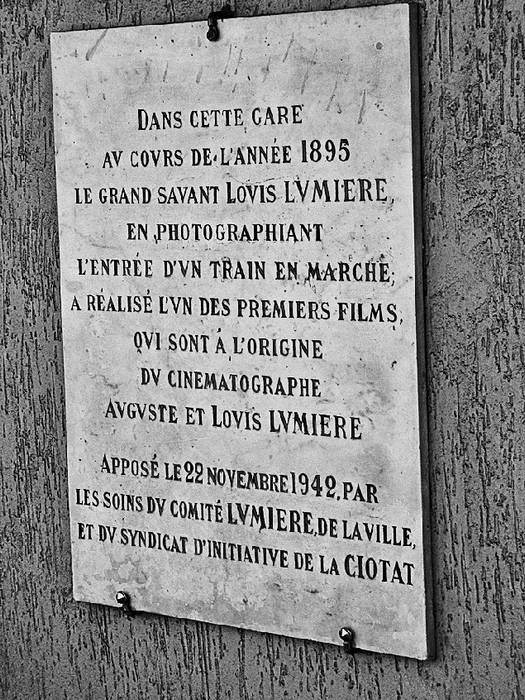 DANS CETTE GARE
AV COVRS DE L'ANNÉE 1895
LE GRAND SAVANT LOVIS LVMIERE,
EN PHOTOGRAPHIANT
L'ENTRÉE D'VN TRAIN EN MARCHE,
A RÉALISÉ L'VN DES PREMIERS FILMS,
QVI SONT À L'ORIGINE
DV CINEMATOGRAPHE
AVGVSTE ET LOVIS LVMIERE
APPOSÉ LE 22 NOVEMBRE 1942, PAR
LES SOINS DV COMITÉ LVMIERE, DE LA VILLE,
ET DV SYNDICAT D'INITIATIVE DE LA CIOTAT